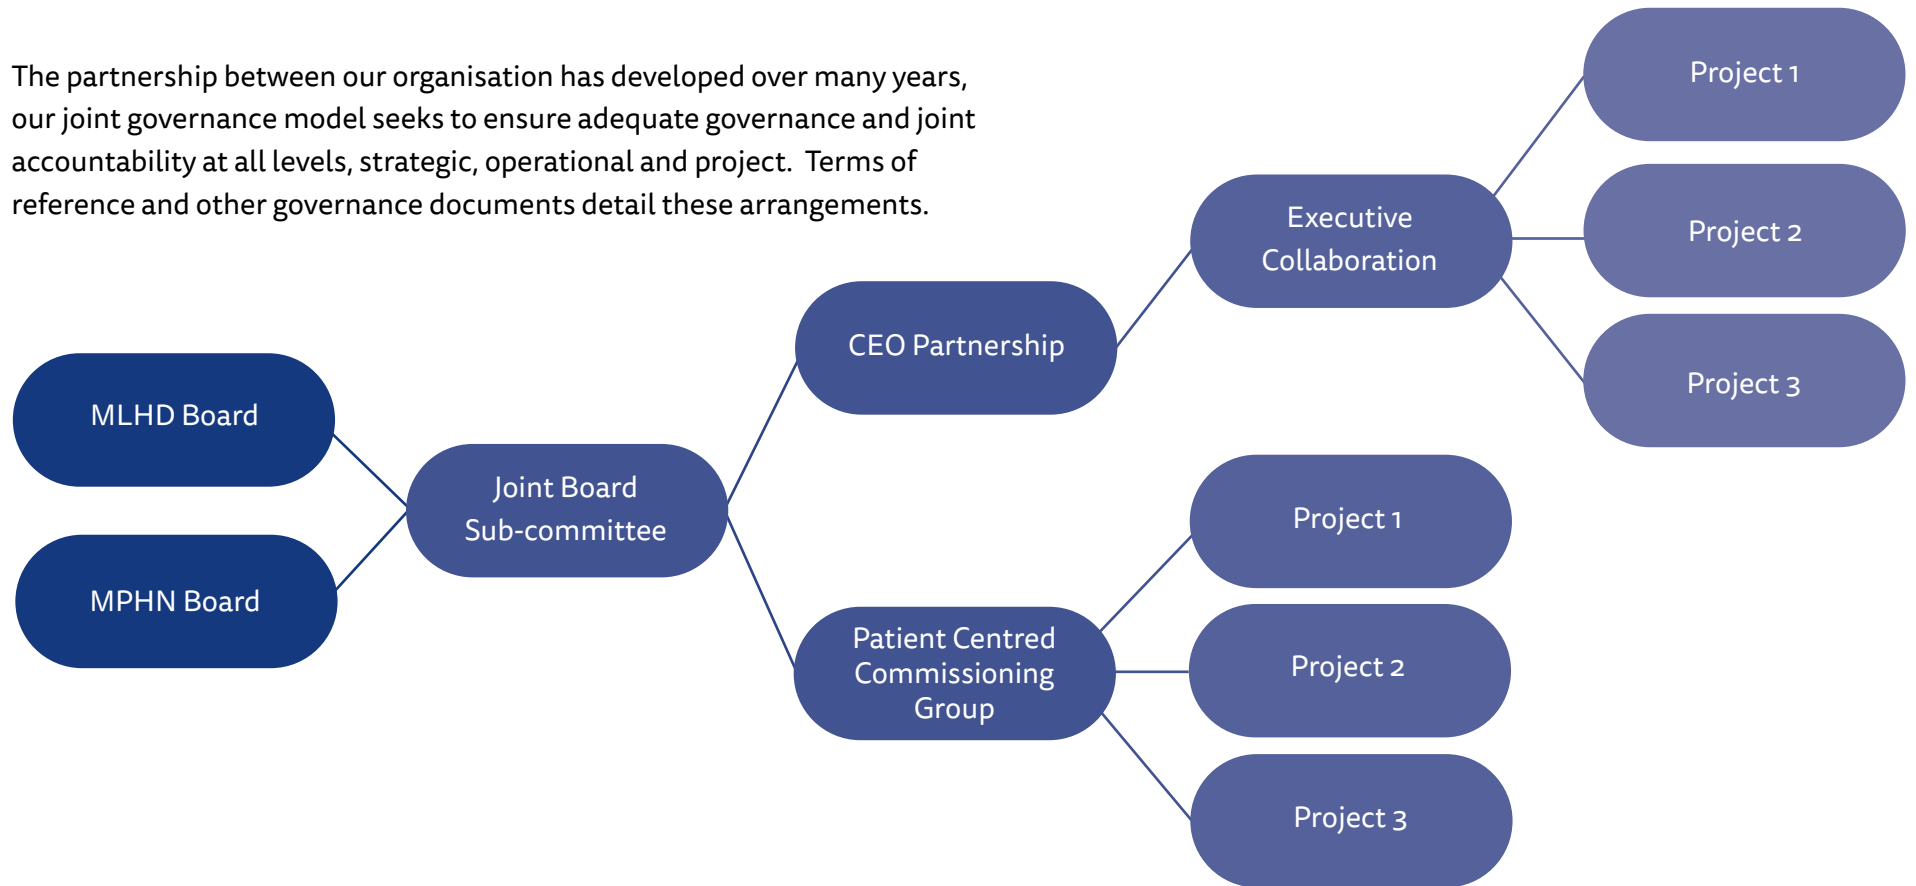 The partnership between our organisation has developed over many years,
our joint governance model seeks to ensure adequate governance and joint
accountability at all levels, strategic, operational and project.  Terms of
reference and other governance documents detail these arrangements.
MLHD Board
MPHN Board
Joint Board
Sub-committee
CEO Partnership
Executive
Collaboration
Project 1
Project 2
Project 3
Patient Centred
Commissioning
Group
Project 1
Project 2
Project 3